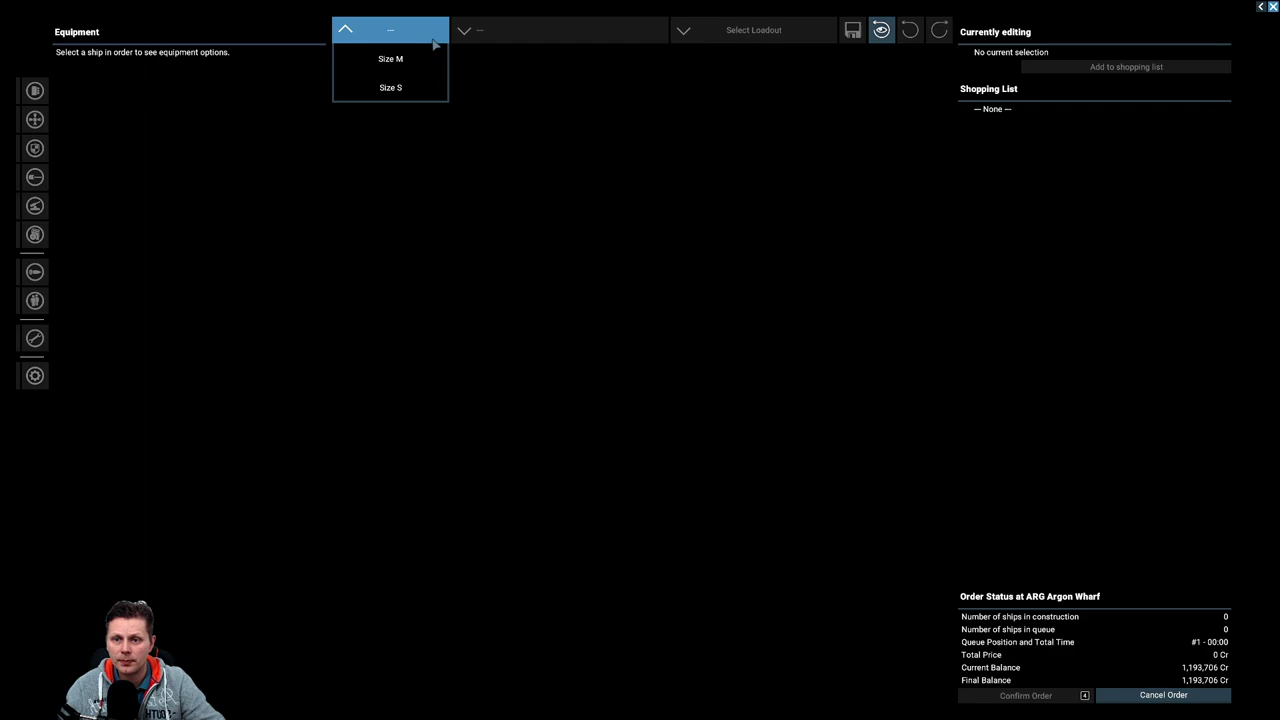 Equipment
Select a ship in order to see equipment options.
—
Size M
Size S
—
Select Loadout
Currently editing
No current selection
Add to shopping list
Shopping List
— None —
Order Status at ARG Argon Wharf
Number of ships in construction 0
Number of ships in queue 0
Queue Position and Total Time #1 - 00:00
Total Price 0 Cr
Current Balance 1,193,706 Cr
Final Balance 1,193,706 Cr
Confirm Order 4 Cancel Order